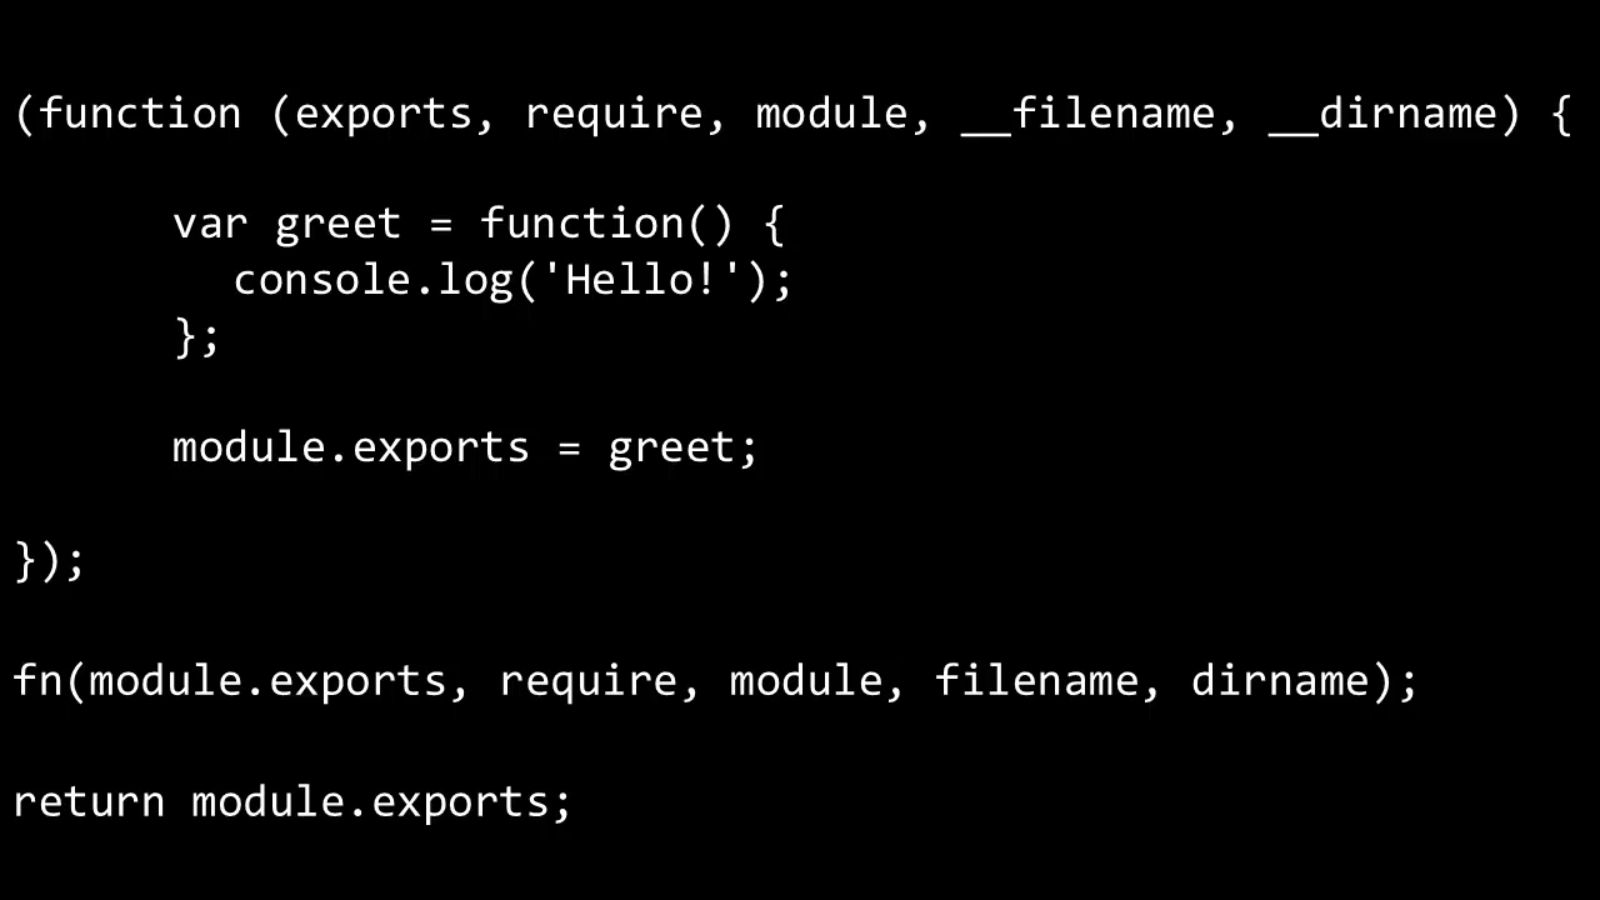 (function (exports, require, module, __filename, __dirname) {
var greet = function() {
console.log('Hello!');
};
module.exports = greet;
});
fn(module.exports, require, module, filename, dirname);
return module.exports;